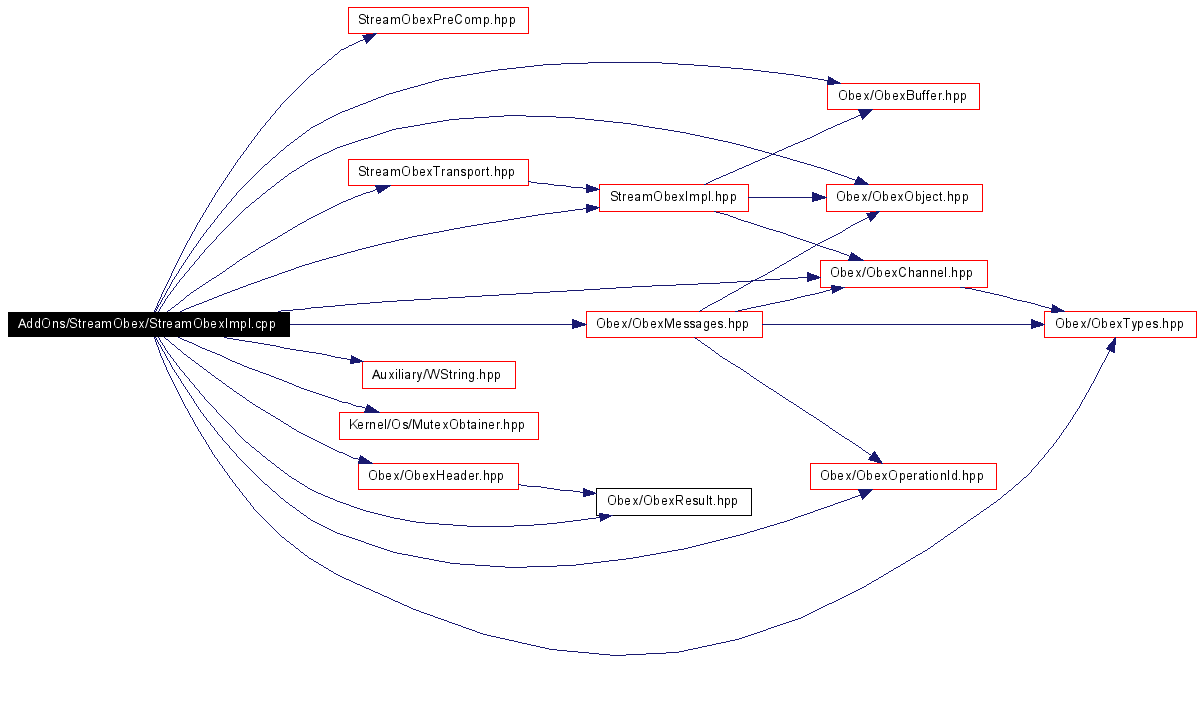 StreamObexPreComp.hpp
Obex/ObexBuffer.hpp
StreamObexTransport.hpp
StreamObexImpl.hpp
Obex/ObexObject.hpp
Obex/ObexChannel.hpp
AddOns/StreamObex/StreamObexImpl.cpp
Obex/ObexMessages.hpp
Obex/ObexTypes.hpp
Auxiliary/WString.hpp
Kernel/Os/MutexObtainer.hpp
Obex/ObexHeader.hpp
Obex/ObexOperationId.hpp
Obex/ObexResult.hpp